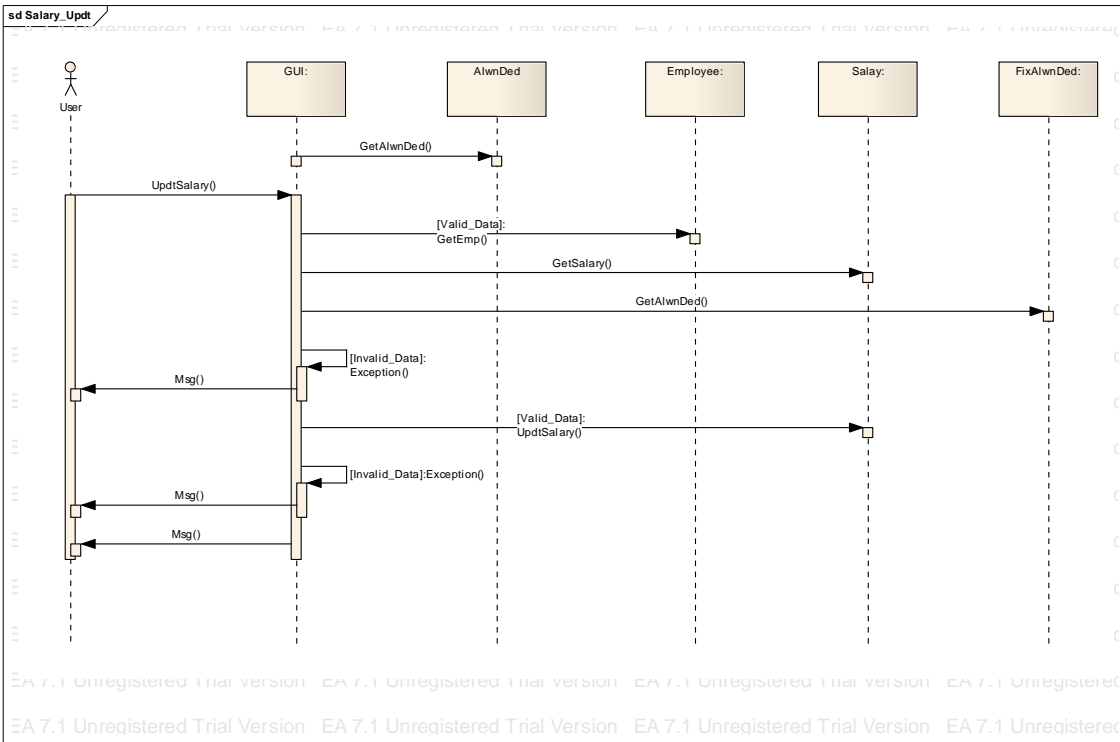 sd Salary_Updt
EA 7.1 Unregistered Trial Version EA 7.1 Unregistered Trial Version EA 7.1 Unregistered Trial Version EA 7.1 Unregistered
User
GUI:
AlwnDed
Employee:
Salay:
FixAlwnDed:
GetAlwnDed()
UpdtSalary()
[Valid_Data]:
GetEmp()
GetSalary()
GetAlwnDed()
[Invalid_Data]:
Exception()
Msg()
[Valid_Data]:
UpdtSalary()
[Invalid_Data]:Exception()
Msg()
Msg()
EA 7.1 Unregistered Trial Version EA 7.1 Unregistered Trial Version EA 7.1 Unregistered Trial Version EA 7.1 Unregistered
EA 7.1 Unregistered Trial Version EA 7.1 Unregistered Trial Version EA 7.1 Unregistered Trial Version EA 7.1 Unregistered